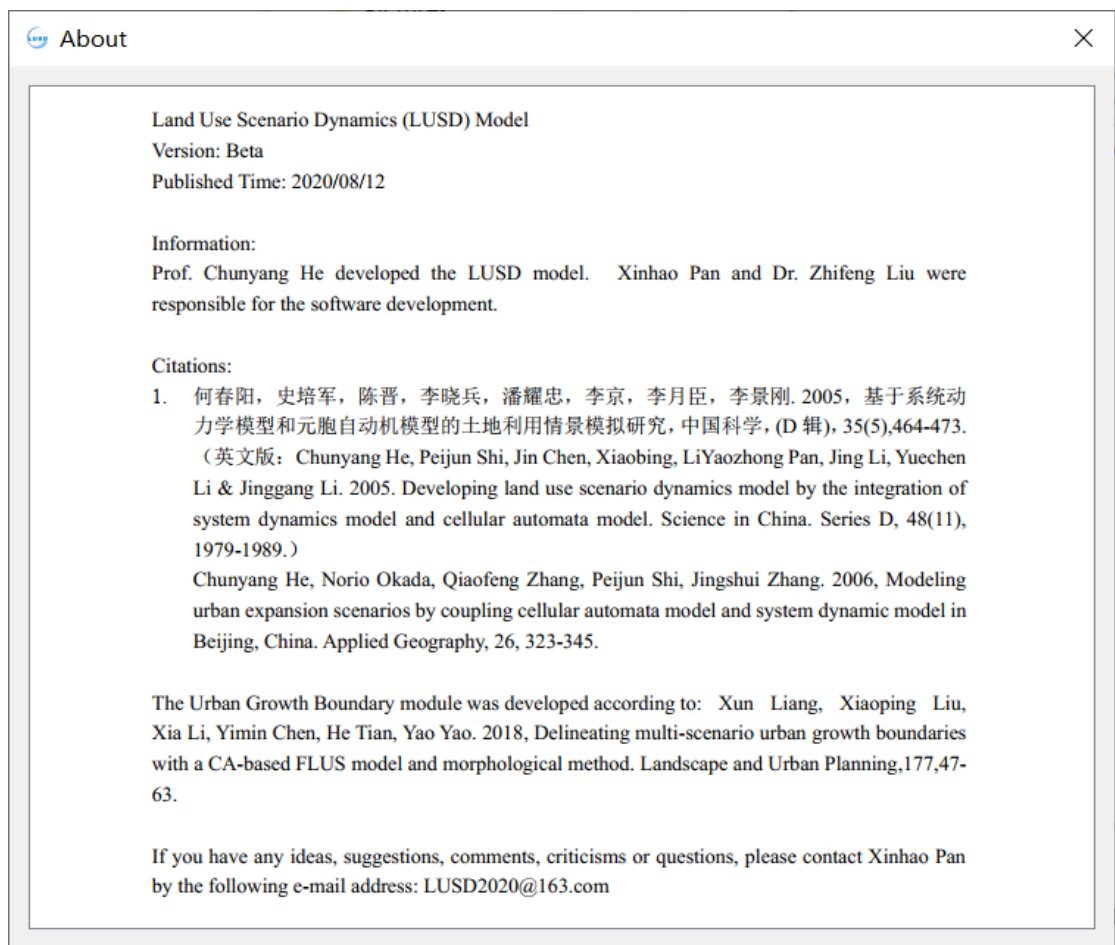 LUSD About
Land Use Scenario Dynamics (LUSD) Model
Version: Beta
Published Time: 2020/08/12
Information:
Prof. Chunyang He developed the LUSD model. Xinhao Pan and Dr. Zhifeng Liu were
responsible for the software development.
Citations:
1. 何春阳，史培军，陈晋，李晓兵，潘耀忠，李京，李月臣，李景刚. 2005，基于系统动
力学模型和元胞自动机模型的土地利用情景模拟研究，中国科学，(D 辑)，35(5),464-473.
（英文版：Chunyang He, Peijun Shi, Jin Chen, Xiaobing, LiYaozhong Pan, Jing Li, Yuechen
Li & Jinggang Li. 2005. Developing land use scenario dynamics model by the integration of
system dynamics model and cellular automata model. Science in China. Series D, 48(11),
1979-1989.）
Chunyang He, Norio Okada, Qiaofeng Zhang, Peijun Shi, Jingshui Zhang. 2006, Modeling
urban expansion scenarios by coupling cellular automata model and system dynamic model in
Beijing, China. Applied Geography, 26, 323-345.
The Urban Growth Boundary module was developed according to: Xun Liang, Xiaoping Liu,
Xia Li, Yimin Chen, He Tian, Yao Yao. 2018, Delineating multi-scenario urban growth boundaries
with a CA-based FLUS model and morphological method. Landscape and Urban Planning,177,47-
63.
If you have any ideas, suggestions, comments, criticisms or questions, please contact Xinhao Pan
by the following e-mail address: LUSD2020@163.com